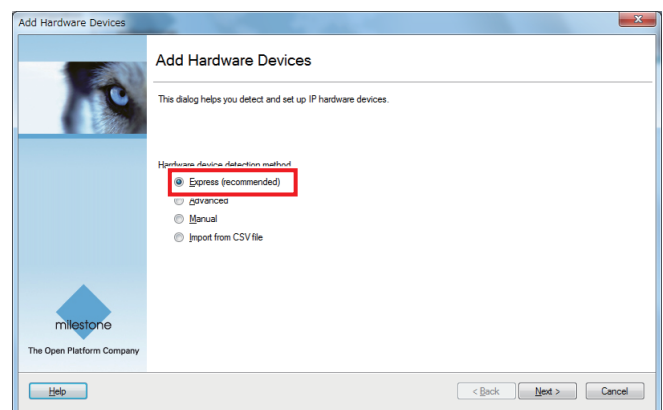 Add Hardware Devices
Add Hardware Devices
This dialog helps you detect and set up IP hardware devices.
Hardware device detection method
Express (recommended)
Advanced
Manual
Import from CSV file
milestone
The Open Platform Company
Help
< Back
Next >
Cancel